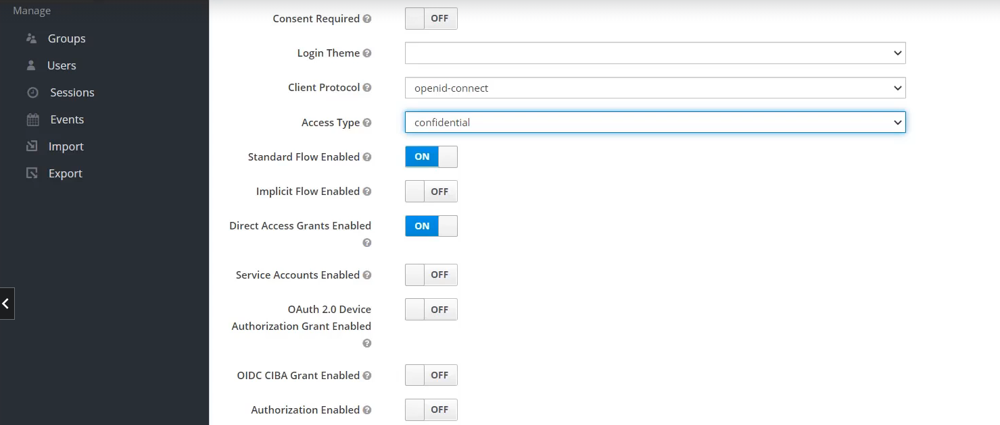 Manage
Groups
Users
Sessions
Events
Import
Export
Consent Required
OFF
Login Theme
Client Protocol
openid-connect
Access Type
confidential
Standard Flow Enabled
ON
Implicit Flow Enabled
OFF
Direct Access Grants Enabled
ON
Service Accounts Enabled
OFF
OAuth 2.0 Device
Authorization Grant Enabled
OFF
OIDC CIBA Grant Enabled
OFF
Authorization Enabled
OFF